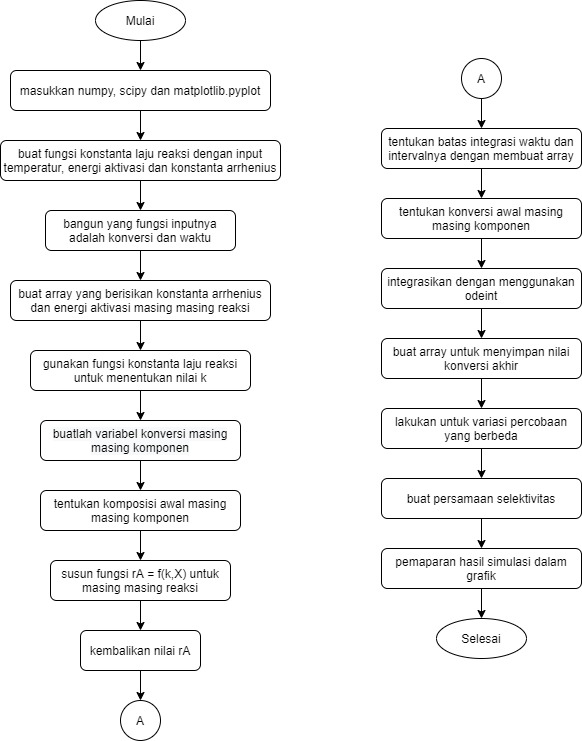 Mulai
masukkan numpy, scipy dan matplotlib.pyplot
buat fungsi konstanta laju reaksi dengan input
temperatur, energi aktivasi dan konstanta arrhenius
bangun yang fungsi inputnya
adalah konversi dan waktu
buat array yang berisikan konstanta arrhenius
dan energi aktivasi masing masing reaksi
gunakan fungsi konstanta laju reaksi
untuk menentukan nilai k
buatlah variabel konversi masing
masing komponen
tentukan komposisi awal masing
masing komponen
susun fungsi rA = f(k,X) untuk
masing masing reaksi
kembalikan nilai rA
A
A
tentukan batas integrasi waktu dan
intervalnya dengan membuat array
tentukan konversi awal masing
masing komponen
integrasikan dengan menggunakan
odeint
buat array untuk menyimpan nilai
konversi akhir
lakukan untuk variasi percobaan
yang berbeda
buat persamaan selektivitas
pemaparan hasil simulasi dalam
grafik
Selesai